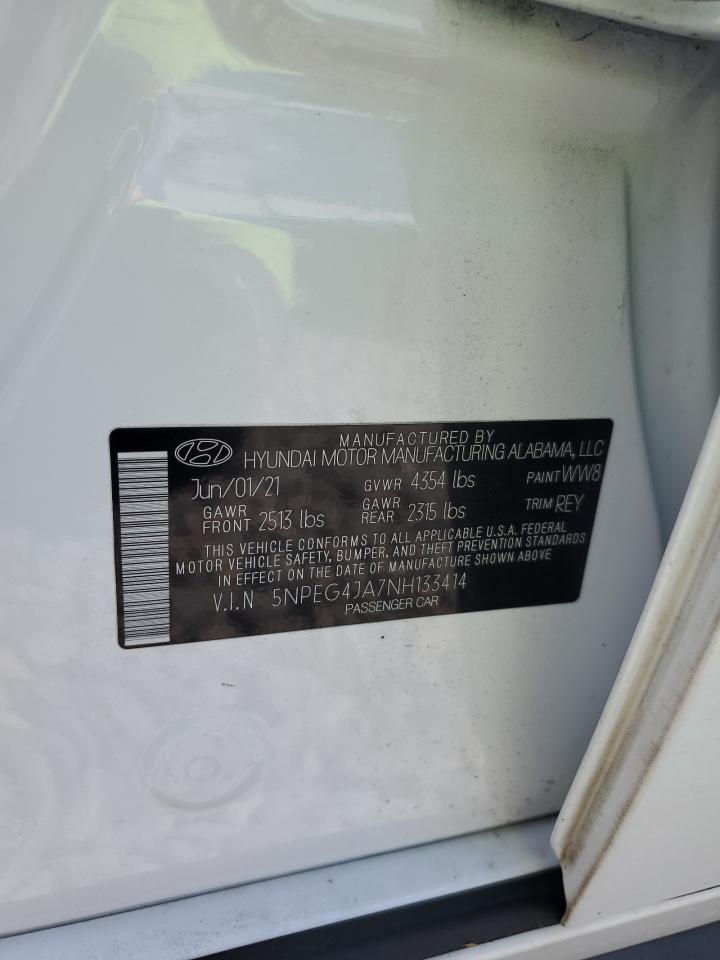 MANUFACTURED BY
HYUNDAI MOTOR MANUFACTURING ALABAMA, LLC
Jun/01/21 GVWR 4354 lbs PAINT WW8
GAWR FRONT 2513 lbs GAWR REAR 2315 lbs TRIM REY
THIS VEHICLE CONFORMS TO ALL APPLICABLE U.S.A. FEDERAL
MOTOR VEHICLE SAFETY, BUMPER, AND THEFT PREVENTION STANDARDS
IN EFFECT ON THE DATE OF MANUFACTURE SHOWN ABOVE
V.I.N 5NPEG4JA7NH133414
PASSENGER CAR